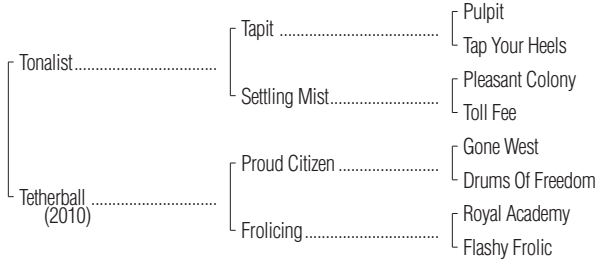 Pulpit
Tapit ................................
Tap Your Heels
Tonalist................................
Pleasant Colony
Settling Mist........................
Toll Fee
Gone West
Proud Citizen ......................
Drums Of Freedom
Tetherball ............................
(2010)
Royal Academy
Frolicing..............................
Flashy Frolic